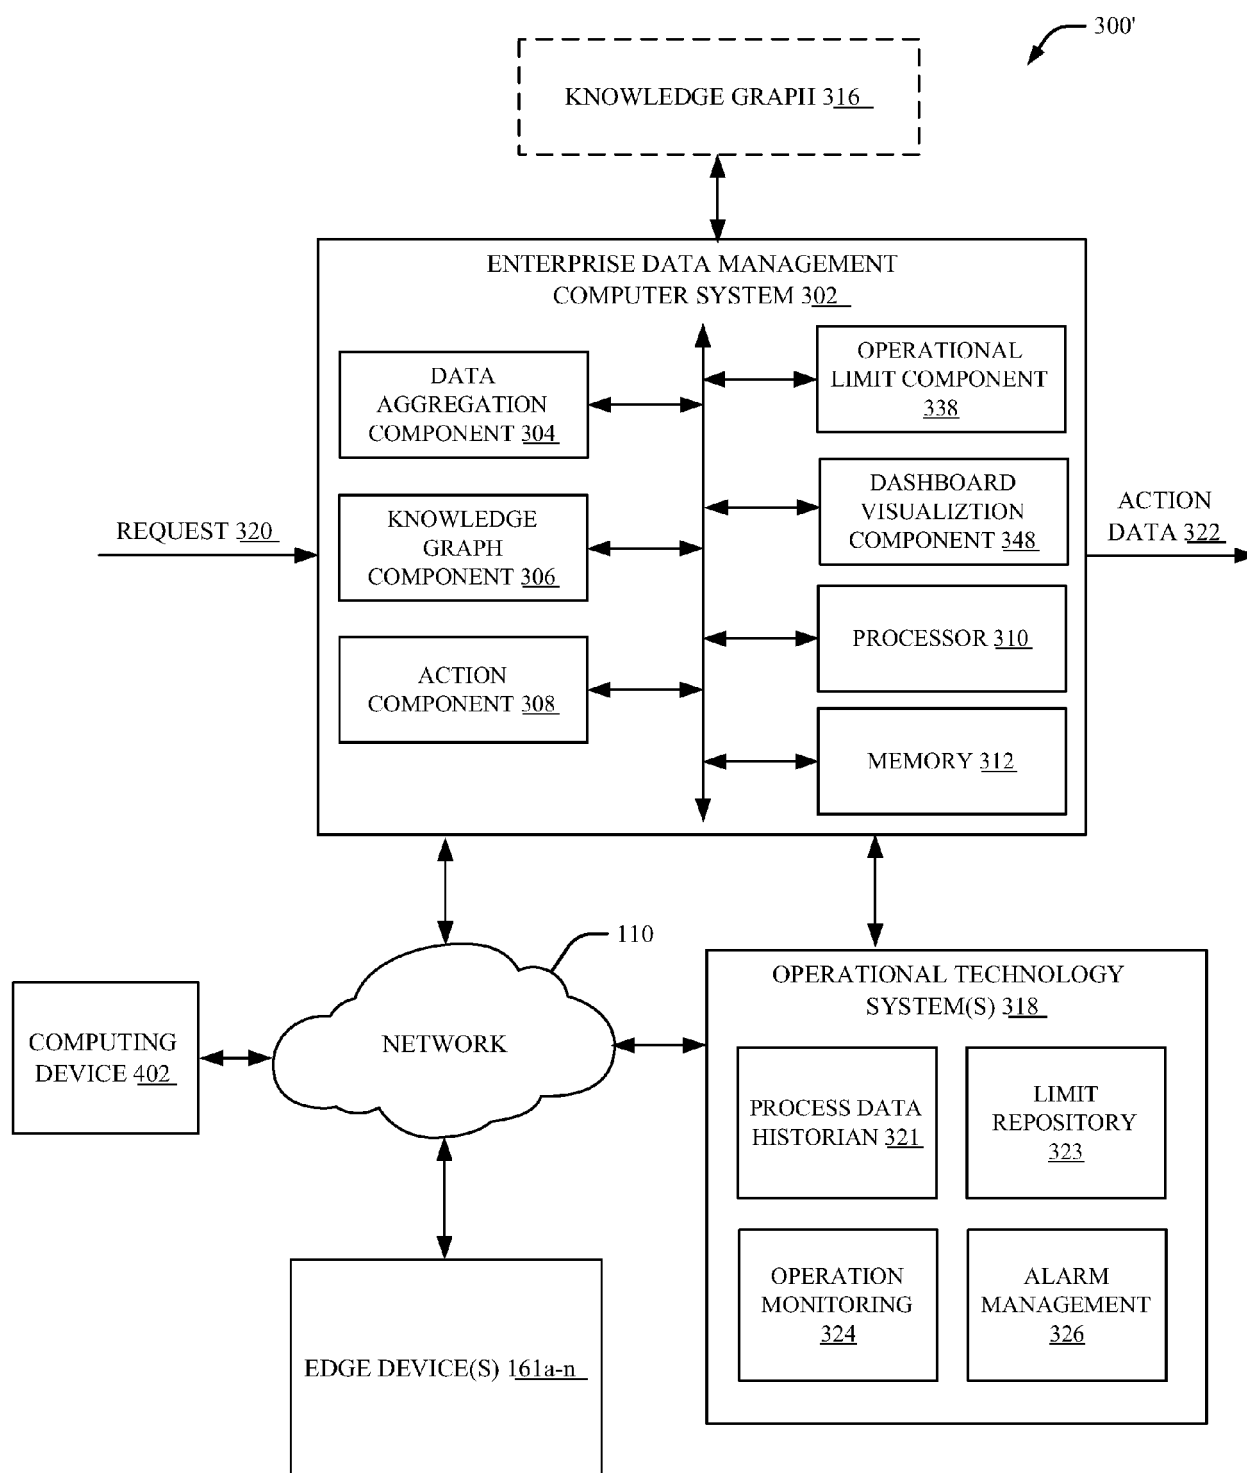 300'
KNOWLEDGE GRAPH 316
ENTERPRISE DATA MANAGEMENT
COMPUTER SYSTEM 302
DATA
AGGREGATION
COMPONENT 304
OPERATIONAL
LIMIT COMPONENT
338
KNOWLEDGE
GRAPH
COMPONENT 306
DASHBOARD
VISUALIZTION
COMPONENT 348
REQUEST 320
ACTION
DATA 322
ACTION
COMPONENT 308
PROCESSOR 310
MEMORY 312
110
NETWORK
COMPUTING
DEVICE 402
OPERATIONAL TECHNOLOGY
SYSTEM(S) 318
PROCESS DATA
HISTORIAN 321
LIMIT
REPOSITORY
323
OPERATION
MONITORING
324
ALARM
MANAGEMENT
326
EDGE DEVICE(S) 161a-n